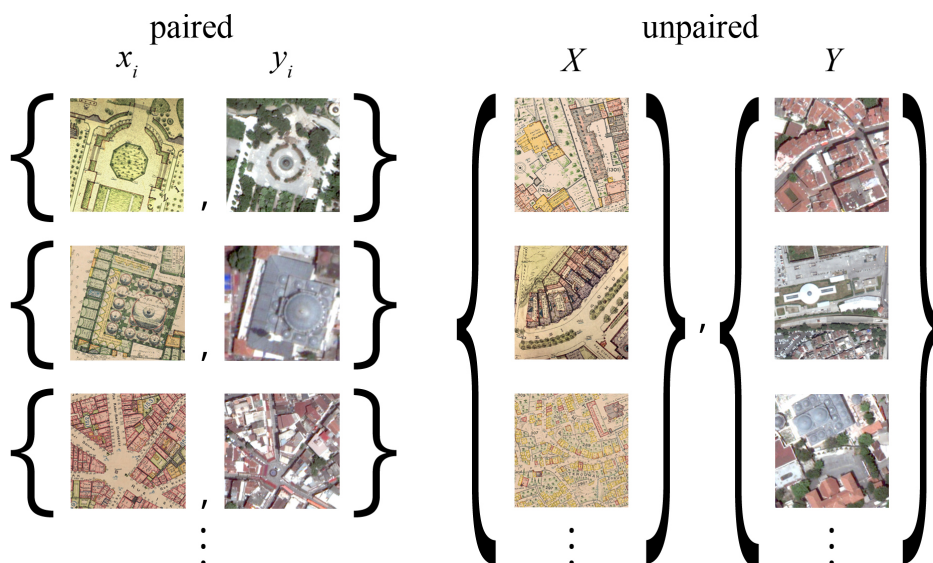 paired
unpaired
x_i
y_i
X
Y
{ , }
{ , }
{ , }
⋮
{ } , { }
⋮
⋮